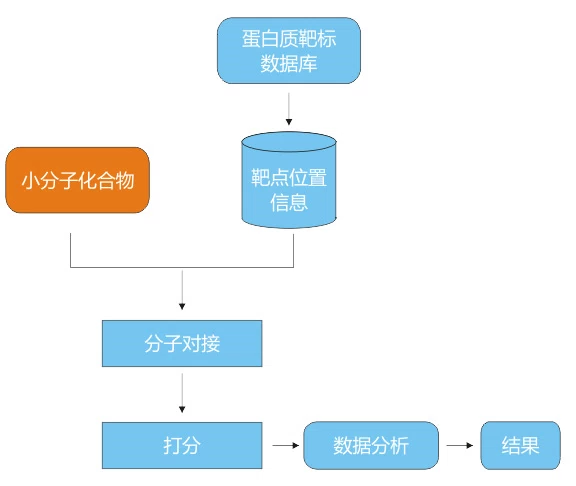 蛋白质靶标
数据库
小分子化合物
靶点位置
信息
分子对接
打分
数据分析
结果